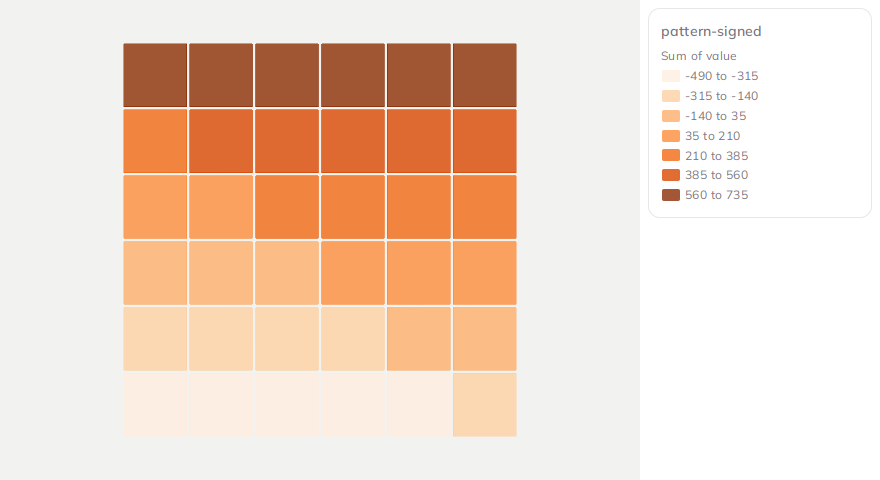 pattern-signed
Sum of value
-490 to -315
-315 to -140
-140 to 35
35 to 210
210 to 385
385 to 560
560 to 735